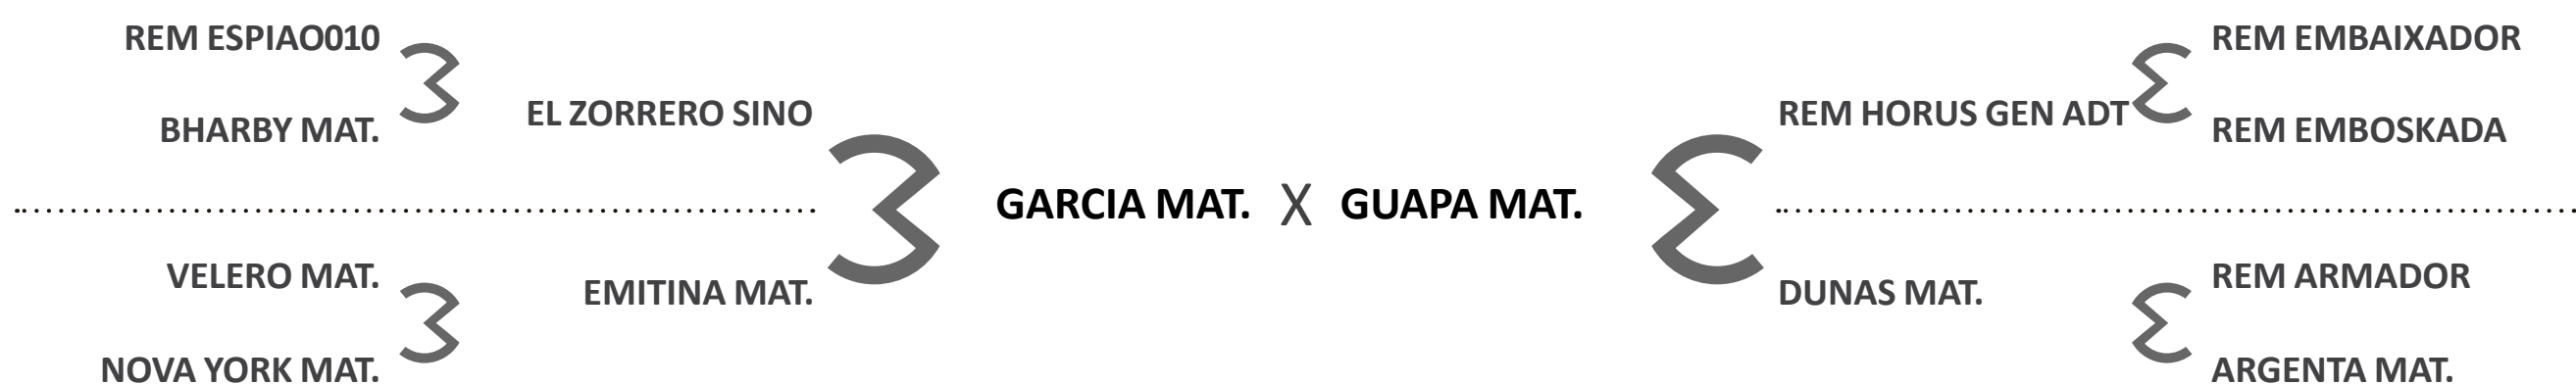 REM ESPIAO010
BHARBY MAT.
EL ZORRERO SINO
VELERO MAT.
NOVA YORK MAT.
EMITINA MAT.
GARCIA MAT. X GUAPA MAT.
REM HORUS GEN ADT
REM EMBAIXADOR
REM EMBOSKADA
DUNAS MAT.
REM ARMADOR
ARGENTA MAT.